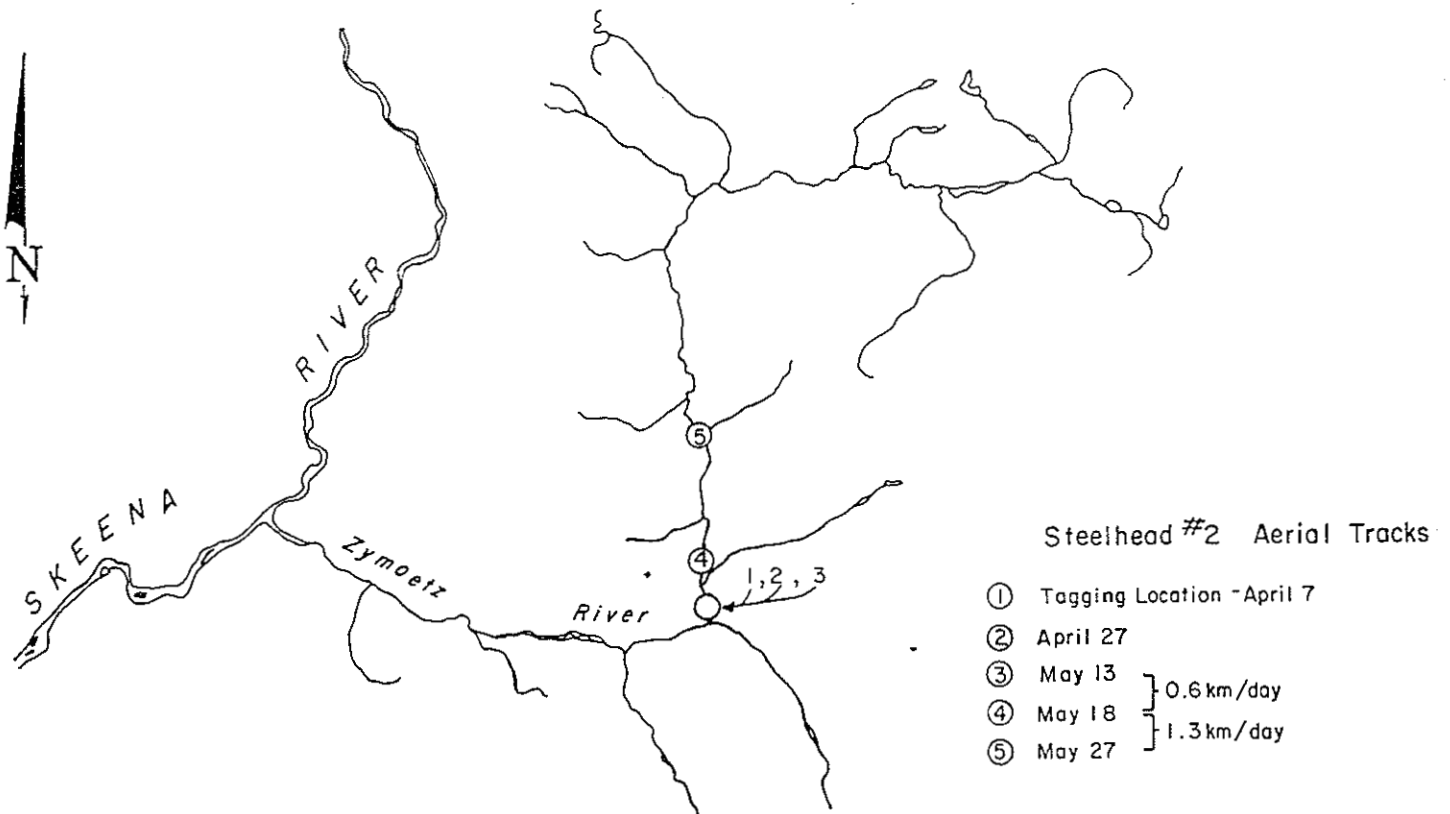 N
SKEENA RIVER
Zymoetz River
5
4
1, 2, 3
Steelhead #2 Aerial Tracks
① Tagging Location - April 7
② April 27
③ May 13
0.6 km/day
④ May 18
1.3 km/day
⑤ May 27